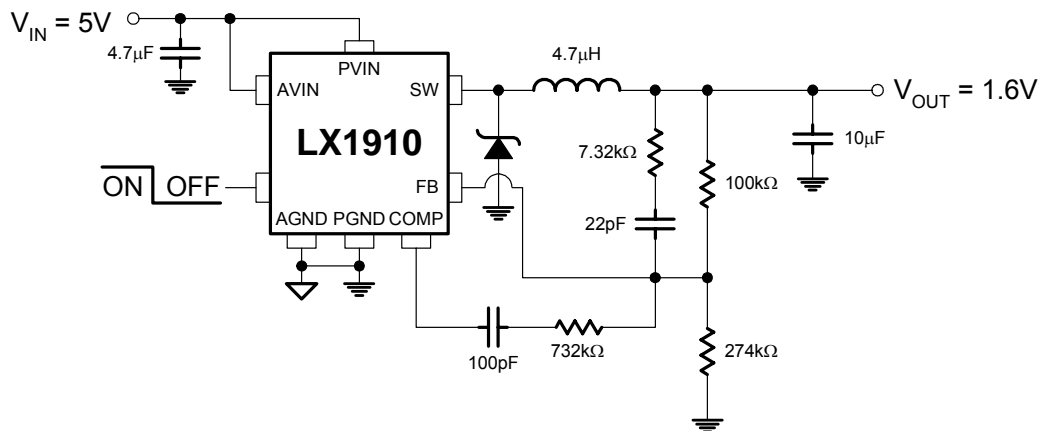 V_IN = 5V
4.7μF
PVIN
AVIN
SW
LX1910
ON OFF
FB
AGND PGND COMP
4.7μH
V_OUT = 1.6V
10μF
7.32kΩ
100kΩ
22pF
100pF
732kΩ
274kΩ